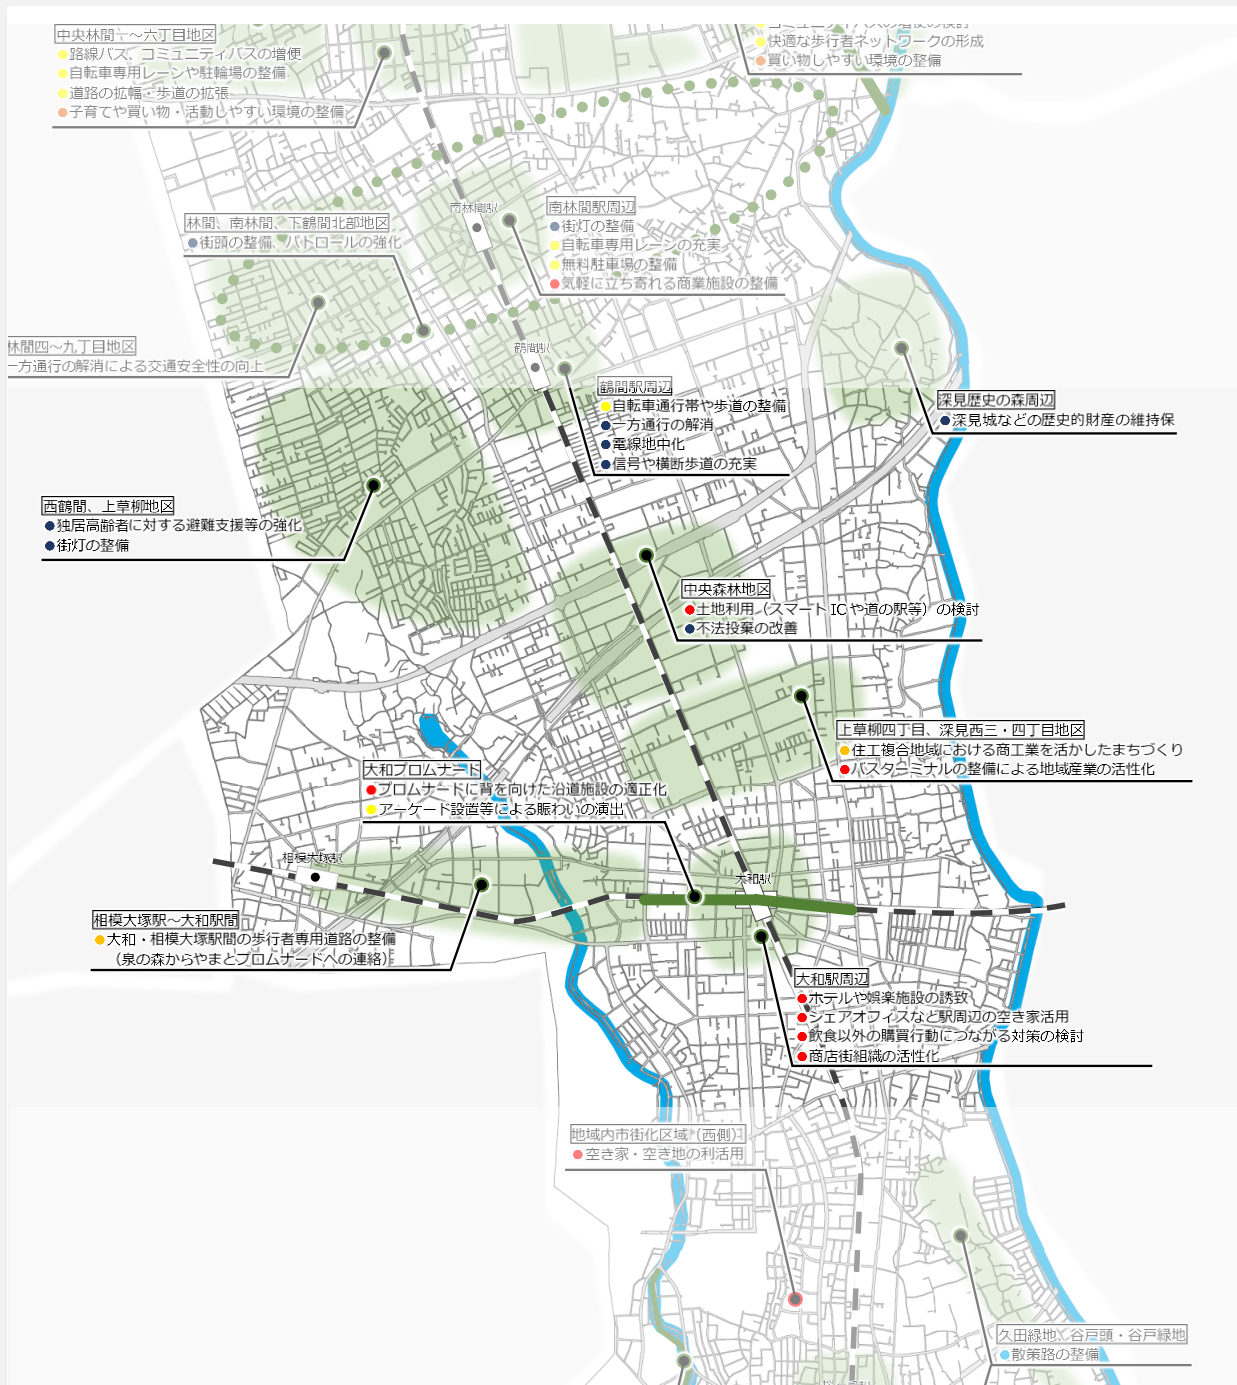 中央林間一～六丁目地区
路線バス、コミュニティバスの増便
自転車専用レーンや駐輪場の整備
道路の拡幅・歩道の拡張
子育てや買い物・活動しやすい環境の整備
コミュニティバスの増便の検討
快適な歩行者ネットワークの形成
買い物しやすい環境の整備
林間、南林間、下鶴間北部地区
街頭の整備、パトロールの強化
南林間駅
南林間駅周辺
街灯の整備
自転車専用レーンの充実
無料駐車場の整備
気軽に立ち寄れる商業施設の整備
林間四～九丁目地区
一方通行の解消による交通安全性の向上
鶴間駅
鶴間駅周辺
自転車通行帯や歩道の整備
一方通行の解消
電線地中化
信号や横断歩道の充実
深見歴史の森周辺
深見城などの歴史的財産の維持保
西鶴間、上草柳地区
独居高齢者に対する避難支援等の強化
街灯の整備
中央森林地区
土地利用（スマートICや道の駅等）の検討
不法投棄の改善
上草柳四丁目、深見西三・四丁目地区
住工複合地域における商工業を活かしたまちづくり
バスターミナルの整備による地域産業の活性化
大和プロムナード
プロムナードに背を向けた沿道施設の適正化
アーケード設置等による賑わいの演出
相模大塚駅
大和駅
相模大塚駅～大和駅間
大和・相模大塚駅間の歩行者専用道路の整備
（泉の森からやまとプロムナードへの連絡）
大和駅周辺
ホテルや娯楽施設の誘致
シェアオフィスなど駅周辺の空き家活用
飲食以外の購買行動につながる対策の検討
商店街組織の活性化
地域内市街化区域（西側）
空き家・空き地の利活用
久田緑地、谷戸頭・谷戸緑地
散策路の整備